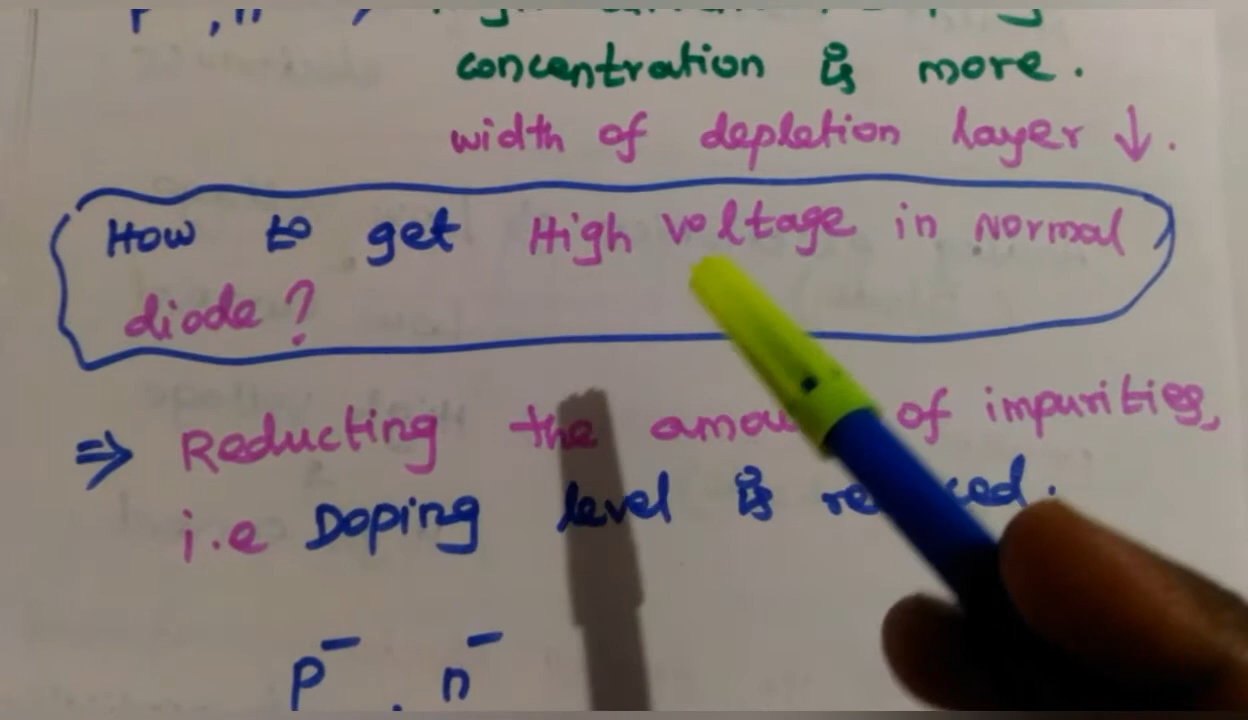 concentration is more.
width of depletion layer ↓.
How to get High voltage in Normal
diode?
⇒ Reducting the of impurities,
i.e Doping level is
p⁻, n⁻